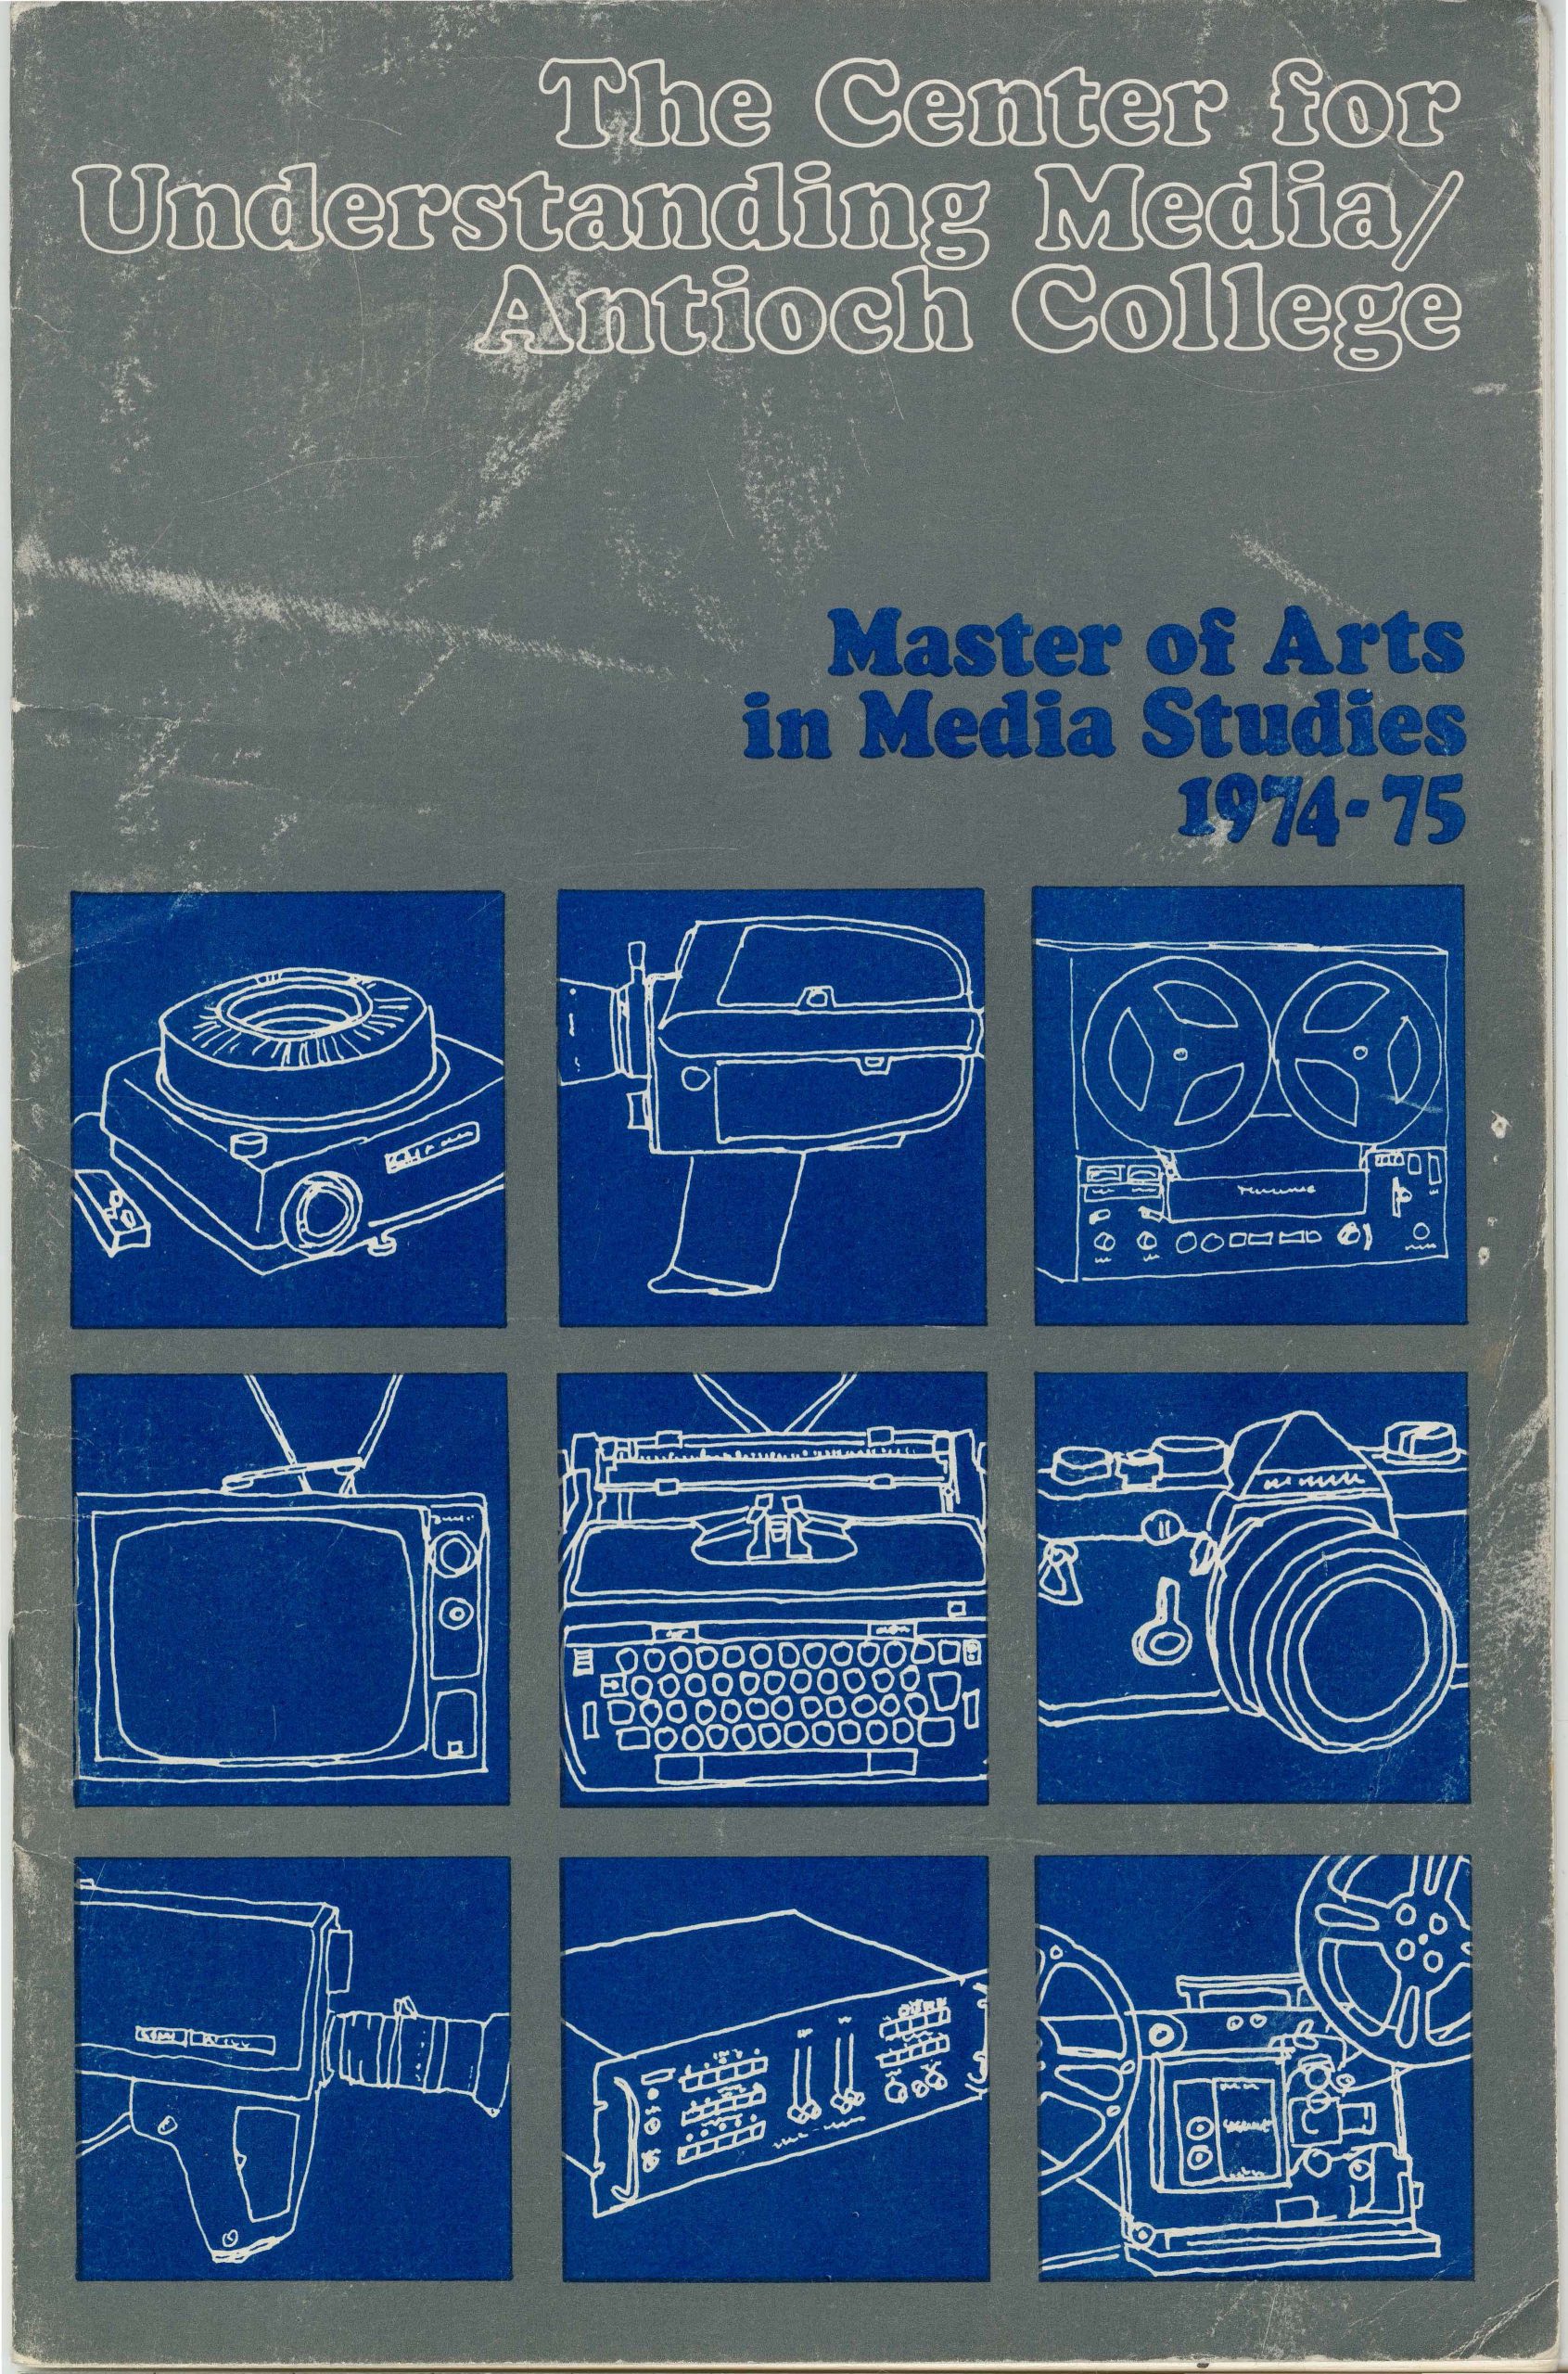 The Center for
Understanding Media/
Antioch College
Master of Arts
in Media Studies
1974-75